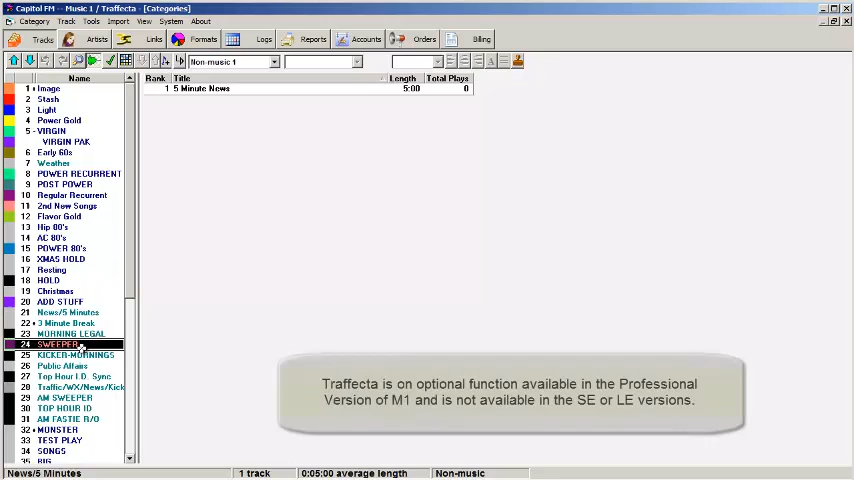 Capitol FM -- Music 1 / Traffecta - [Categories]
Category Track Tools Import View System About
Tracks Artists Links Formats Logs Reports Accounts Orders Billing
Non-music 1
Name
Rank Title Length Total Plays
1 Image
1 5 Minute News 5:00 0
2 Stash
3 Light
4 Power Gold
5 - VIRGIN
VIRGIN PAK
6 Early 60s
7 Weather
8 POWER RECURRENT
9 POST POWER
10 Regular Recurrent
11 2nd New Songs
12 Flavor Gold
13 Hip 80's
14 AC 80's
15 POWER 80's
16 XMAS HOLD
17 Resting
18 HOLD
19 Christmas
20 ADD STUFF
21 News/5 Minutes
22 + 3 Minute Break
23 MORNING LEGAL
24 SWEEPER
25 KICKER-MORNINGS
26 Public Affairs
27 Top Hour I.D. Sync
28 Traffic/WX/News/Kick
29 AM SWEEPER
30 TOP HOUR ID
31 AM FASTIE R/O
32 + MONSTER
33 TEST PLAY
34 SONGS
35 BIG
Traffecta is on optional function available in the Professional
Version of M1 and is not available in the SE or LE versions.
News/5 Minutes 1 track 0:05:00 average length Non-music